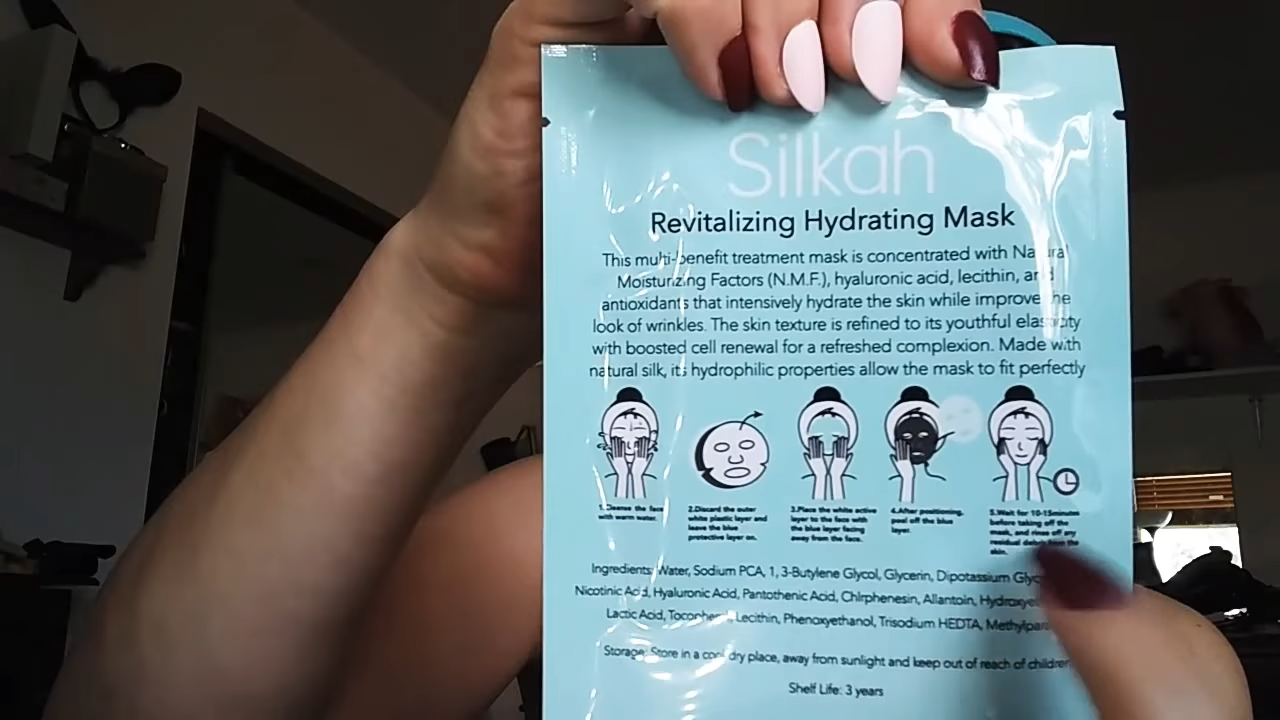 Silkah
Revitalizing Hydrating Mask
This multi-benefit treatment mask is concentrated with Natural
Moisturizing Factors (N.M.F.), hyaluronic acid, lecithin, and
antioxidants that intensively hydrate the skin while improve the
look of wrinkles. The skin texture is refined to its youthful elasticity
with boosted cell renewal for a refreshed complexion. Made with
natural silk, its hydrophilic properties allow the mask to fit perfectly
1.Cleanse the face
with warm water.
2.Discard the outer
white plastic layer and
leave the blue
protective layer on.
3.Place the white active
layer to the face with
the blue layer facing
away from the face.
4.After positioning,
peel off the blue
layer.
5.Wait for 10-15minutes
before taking off the
mask, and rinse off any
residual debris from the
skin.
Ingredients: Water, Sodium PCA, 1, 3-Butylene Glycol, Glycerin, Dipotassium
Nicotinic Acid, Hyaluronic Acid, Pantothenic Acid, Chlrphenesin, Allantoin,
Lactic Acid, Tocopherol, Lecithin, Phenoxyethanol, Trisodium HEDTA,
Storage: Store in a cool dry place, away from sunlight and keep out of reach of children
Shelf Life: 3 years